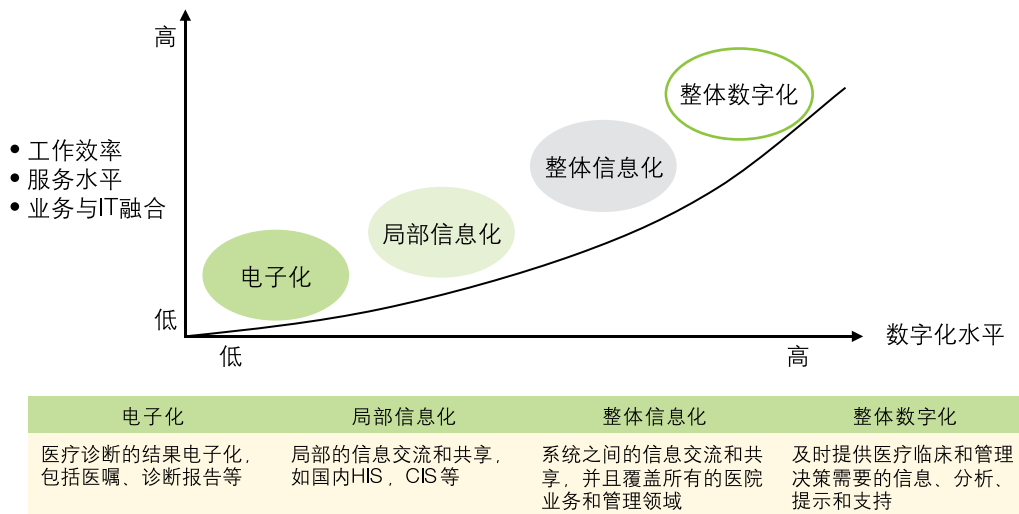 高
整体数字化
• 工作效率
• 服务水平
• 业务与IT融合
整体信息化
局部信息化
电子化
低
低
高
数字化水平
电子化
局部信息化
整体信息化
整体数字化
医疗诊断的结果电子化，
包括医嘱、诊断报告等
局部的信息交流和共享，
如国内HIS，CIS等
系统之间的信息交流和共
享，并且覆盖所有的医院
业务和管理领域
及时提供医疗临床和管理
决策需要的信息、分析、
提示和支持